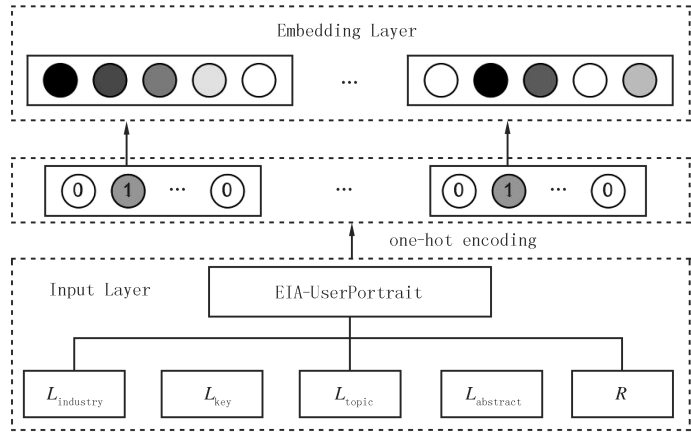 Embedding Layer
...
0 1 ... 0 ... 0 1 ... 0
one-hot encoding
Input Layer
EIA-UserPortrait
L_industry L_key L_topic L_abstract R